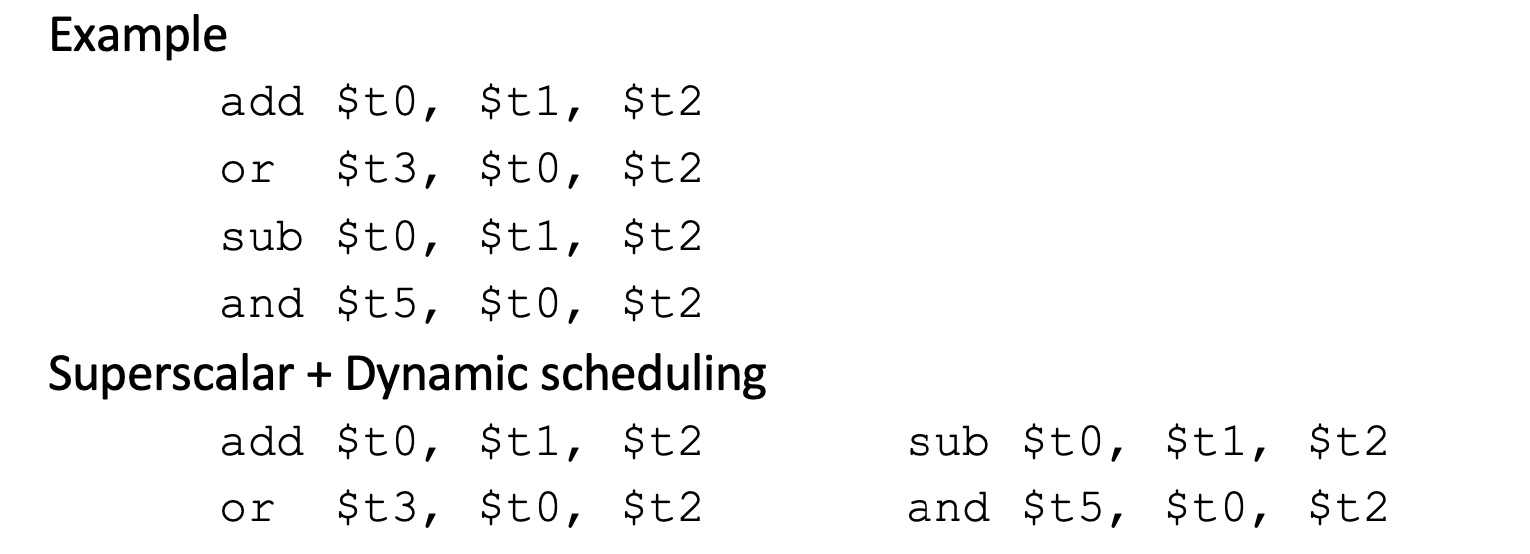 Example
add $t0, $t1, $t2
or $t3, $t0, $t2
sub $t0, $t1, $t2
and $t5, $t0, $t2
Superscalar + Dynamic scheduling
add $t0, $t1, $t2 sub $t0, $t1, $t2
or $t3, $t0, $t2 and $t5, $t0, $t2